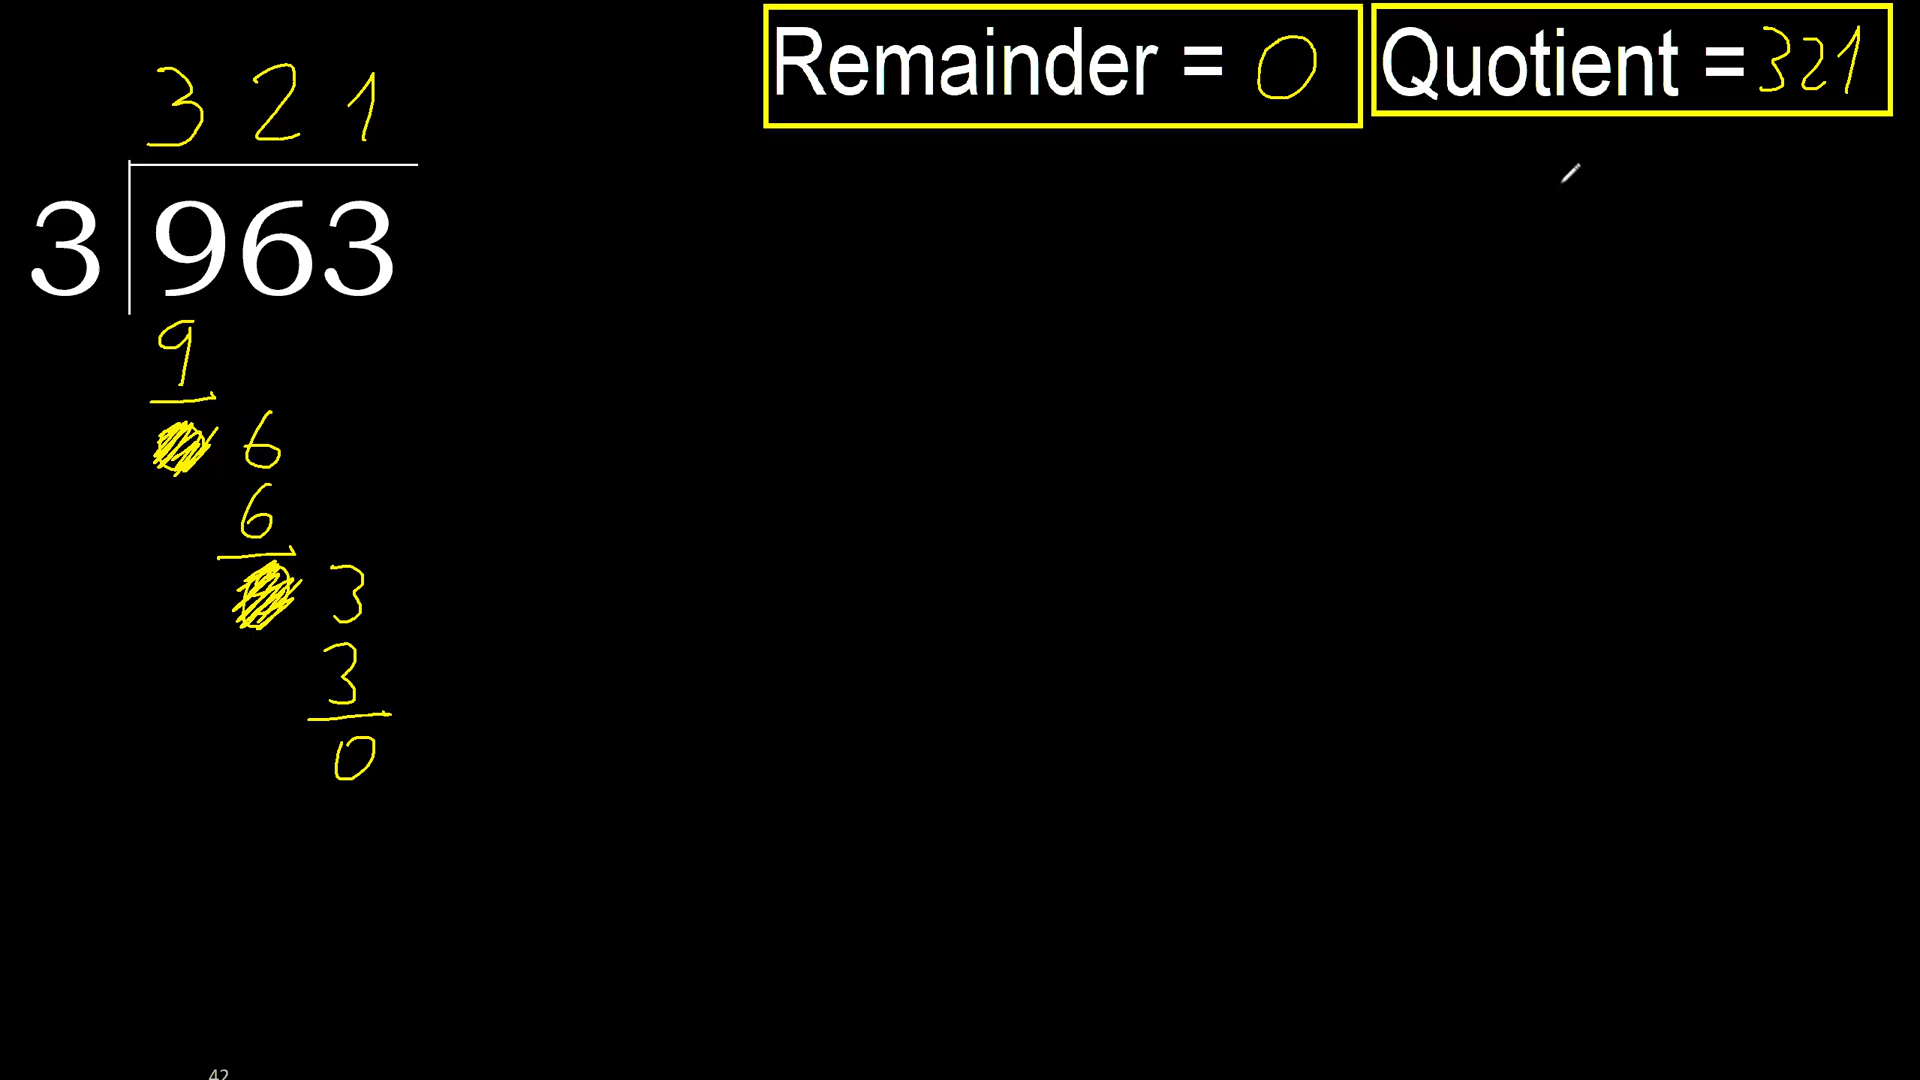 Remainder = 0
Quotient = 321
3 2 1
3 963
9
6
6
3
3
0
42